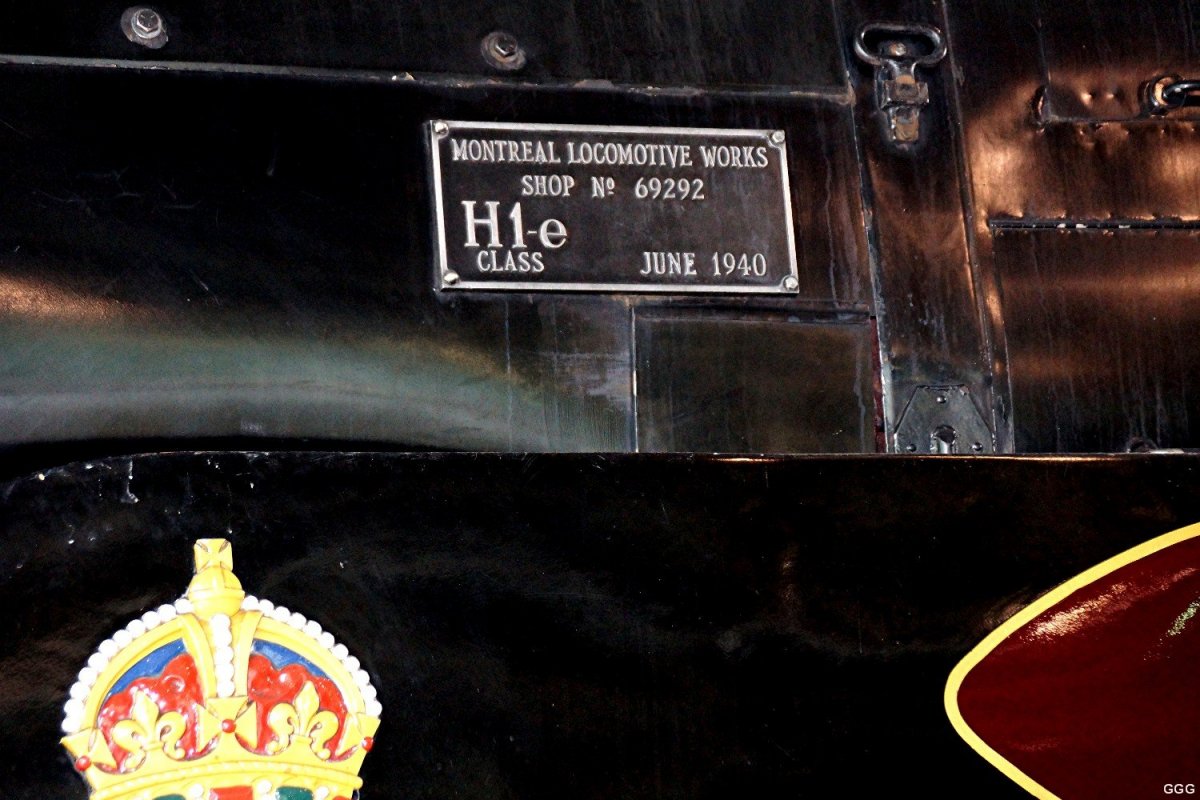 MONTREAL LOCOMOTIVE WORKS
SHOP Nº 69292
H1-e
CLASS JUNE 1940
GGG